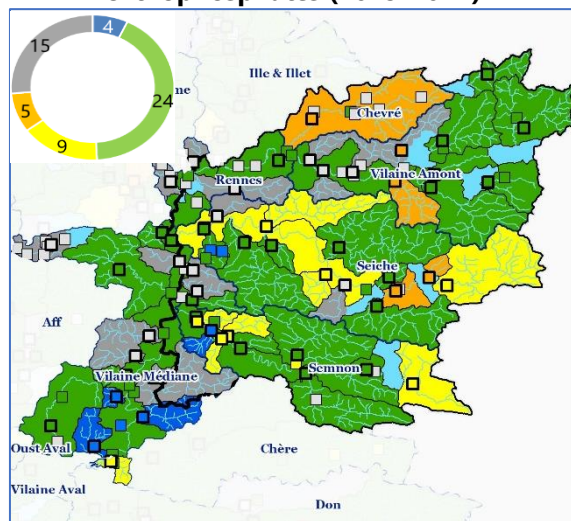 15
4
24
9
5
ne
Ille & Illet
Chevré
Rennes
Vilaine Amont
Seiche
Aff
Semnon
Vilaine Médiane
Oust Aval
Chère
Vilaine Aval
Don